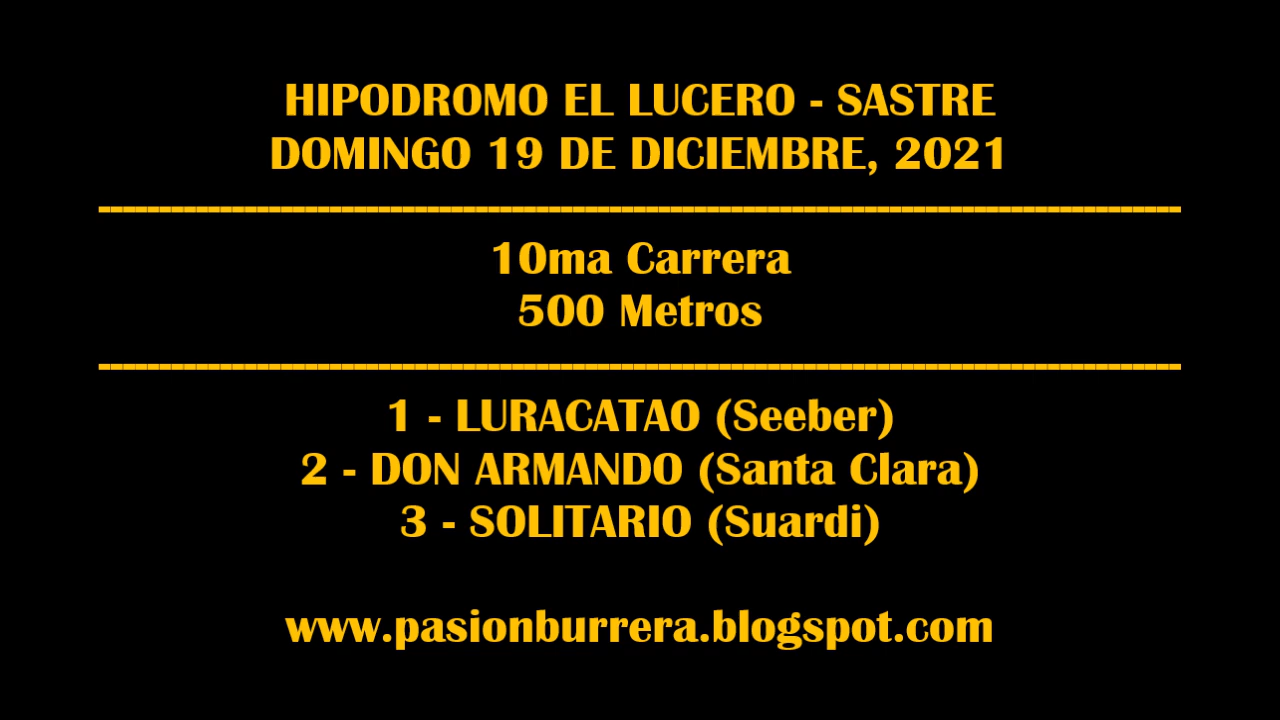 HIPODROMO EL LUCERO - SASTRE
DOMINGO 19 DE DICIEMBRE, 2021
10ma Carrera
500 Metros
1 - LURACATAO (Seeber)
2 - DON ARMANDO (Santa Clara)
3 - SOLITARIO (Suardi)
www.pasionburrera.blogspot.com